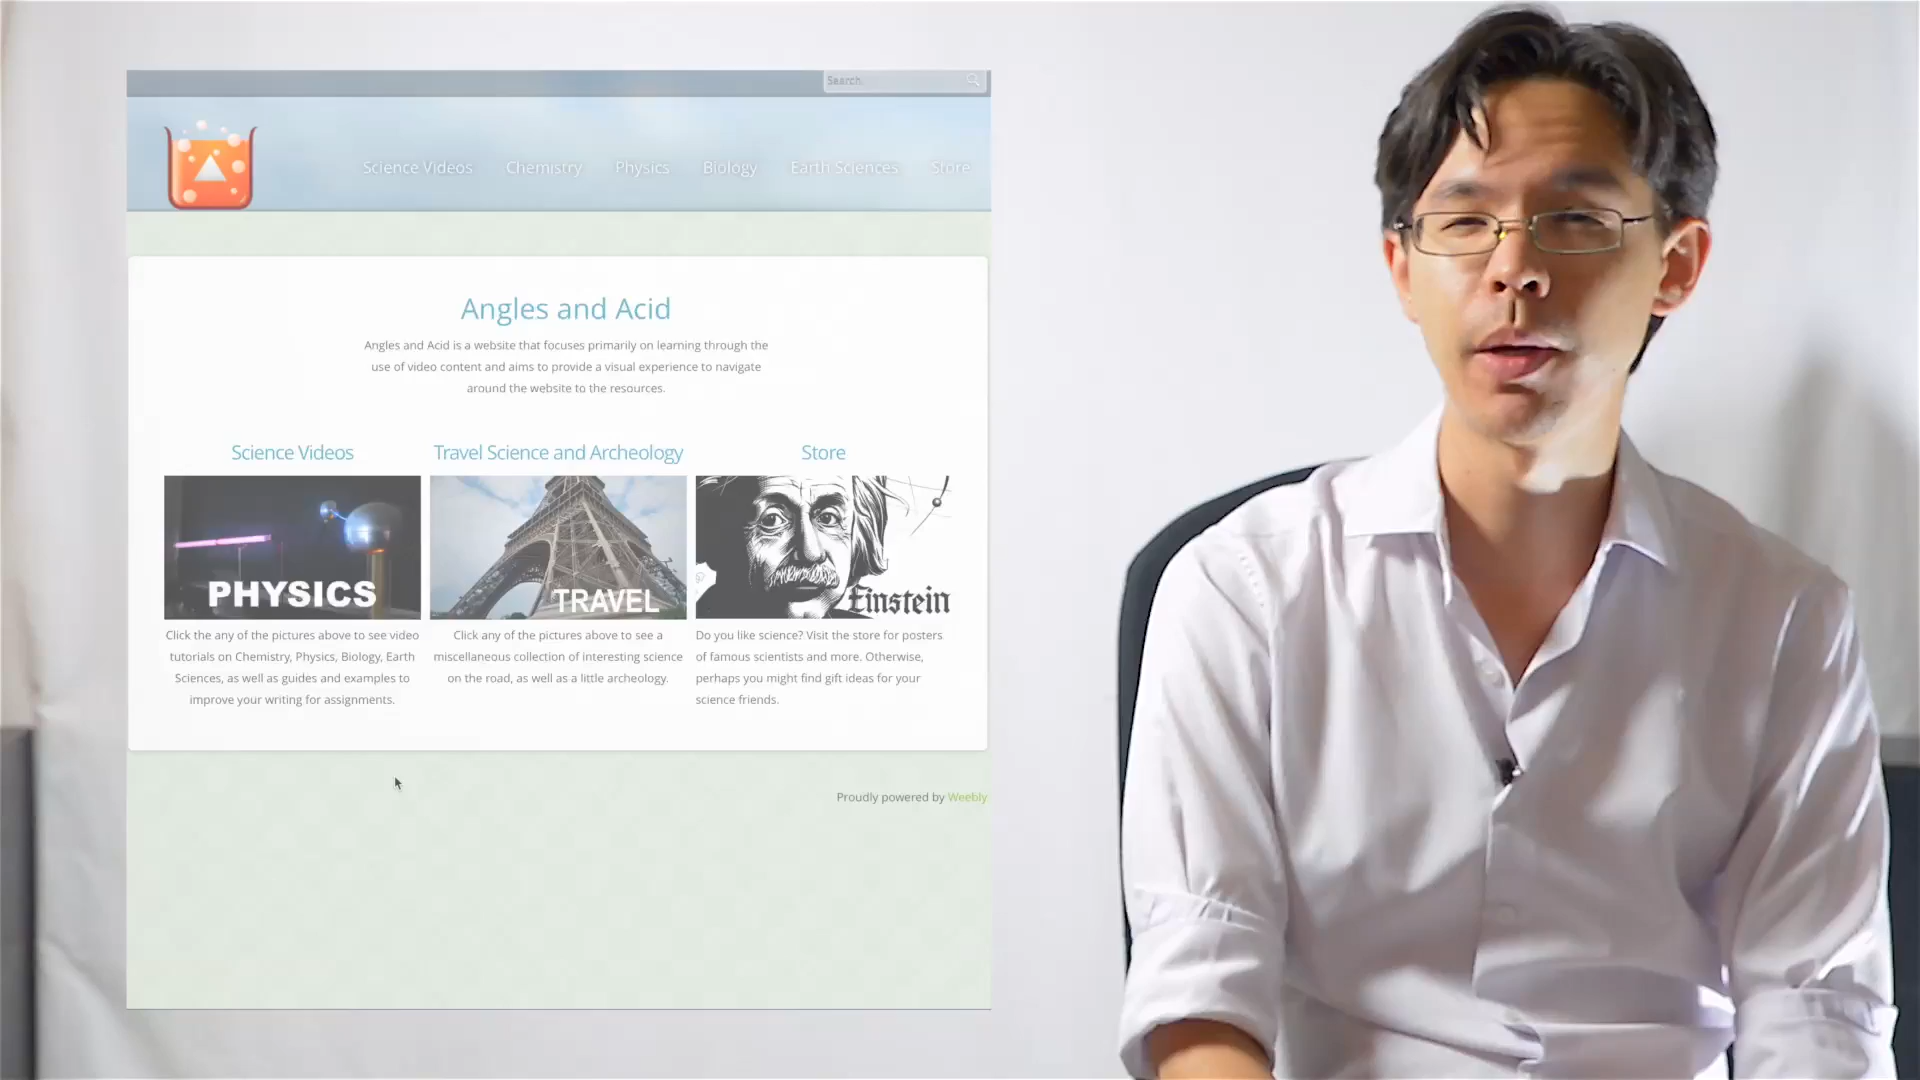 Search
Science Videos Chemistry Physics Biology Earth Sciences Store
Angles and Acid
Angles and Acid is a website that focuses primarily on learning through the
use of video content and aims to provide a visual experience to navigate
around the website to the resources.
Science Videos
PHYSICS
Click the any of the pictures above to see video
tutorials on Chemistry, Physics, Biology, Earth
Sciences, as well as guides and examples to
improve your writing for assignments.
Travel Science and Archeology
TRAVEL
Click any of the pictures above to see a
miscellaneous collection of interesting science
on the road, as well as a little archeology.
Store
Einstein
Do you like science? Visit the store for posters
of famous scientists and more. Otherwise,
perhaps you might find gift ideas for your
science friends.
Proudly powered by Weebly